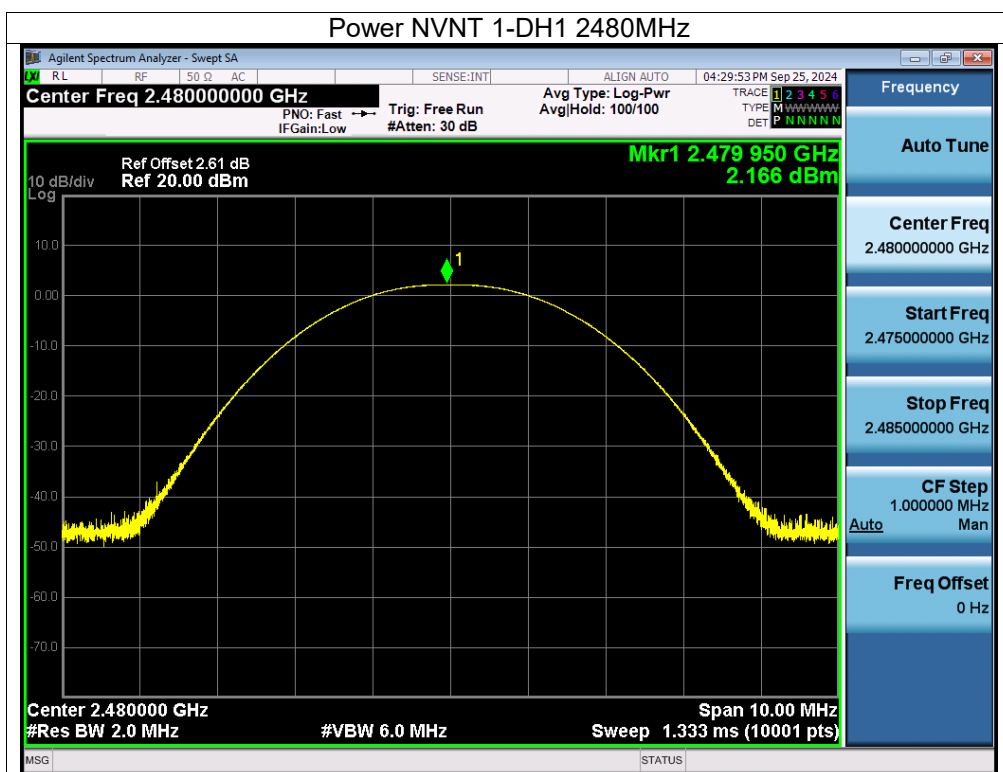 Power NVNT 1-DH1 2480MHz
Agilent Spectrum Analyzer - Swept SA
LXI RL RF 50 Ω AC SENSE:INT ALIGN AUTO 04:29:53 PM Sep 25, 2024
Center Freq 2.480000000 GHz
PNO: Fast
IFGain:Low
Trig: Free Run
#Atten: 30 dB
Avg Type: Log-Pwr
Avg|Hold: 100/100
TRACE 1 2 3 4 5 6
TYPE M WWWWW
DET P N N N N N
Mkr1 2.479 950 GHz
2.166 dBm
Ref Offset 2.61 dB
10 dB/div Ref 20.00 dBm
Log
10.0
0.00
-10.0
-20.0
-30.0
-40.0
-50.0
-60.0
-70.0
1
Center 2.480000 GHz Span 10.00 MHz
#Res BW 2.0 MHz #VBW 6.0 MHz Sweep 1.333 ms (10001 pts)
MSG STATUS
Frequency
Auto Tune
Center Freq
2.480000000 GHz
Start Freq
2.475000000 GHz
Stop Freq
2.485000000 GHz
CF Step
1.000000 MHz
Auto Man
Freq Offset
0 Hz